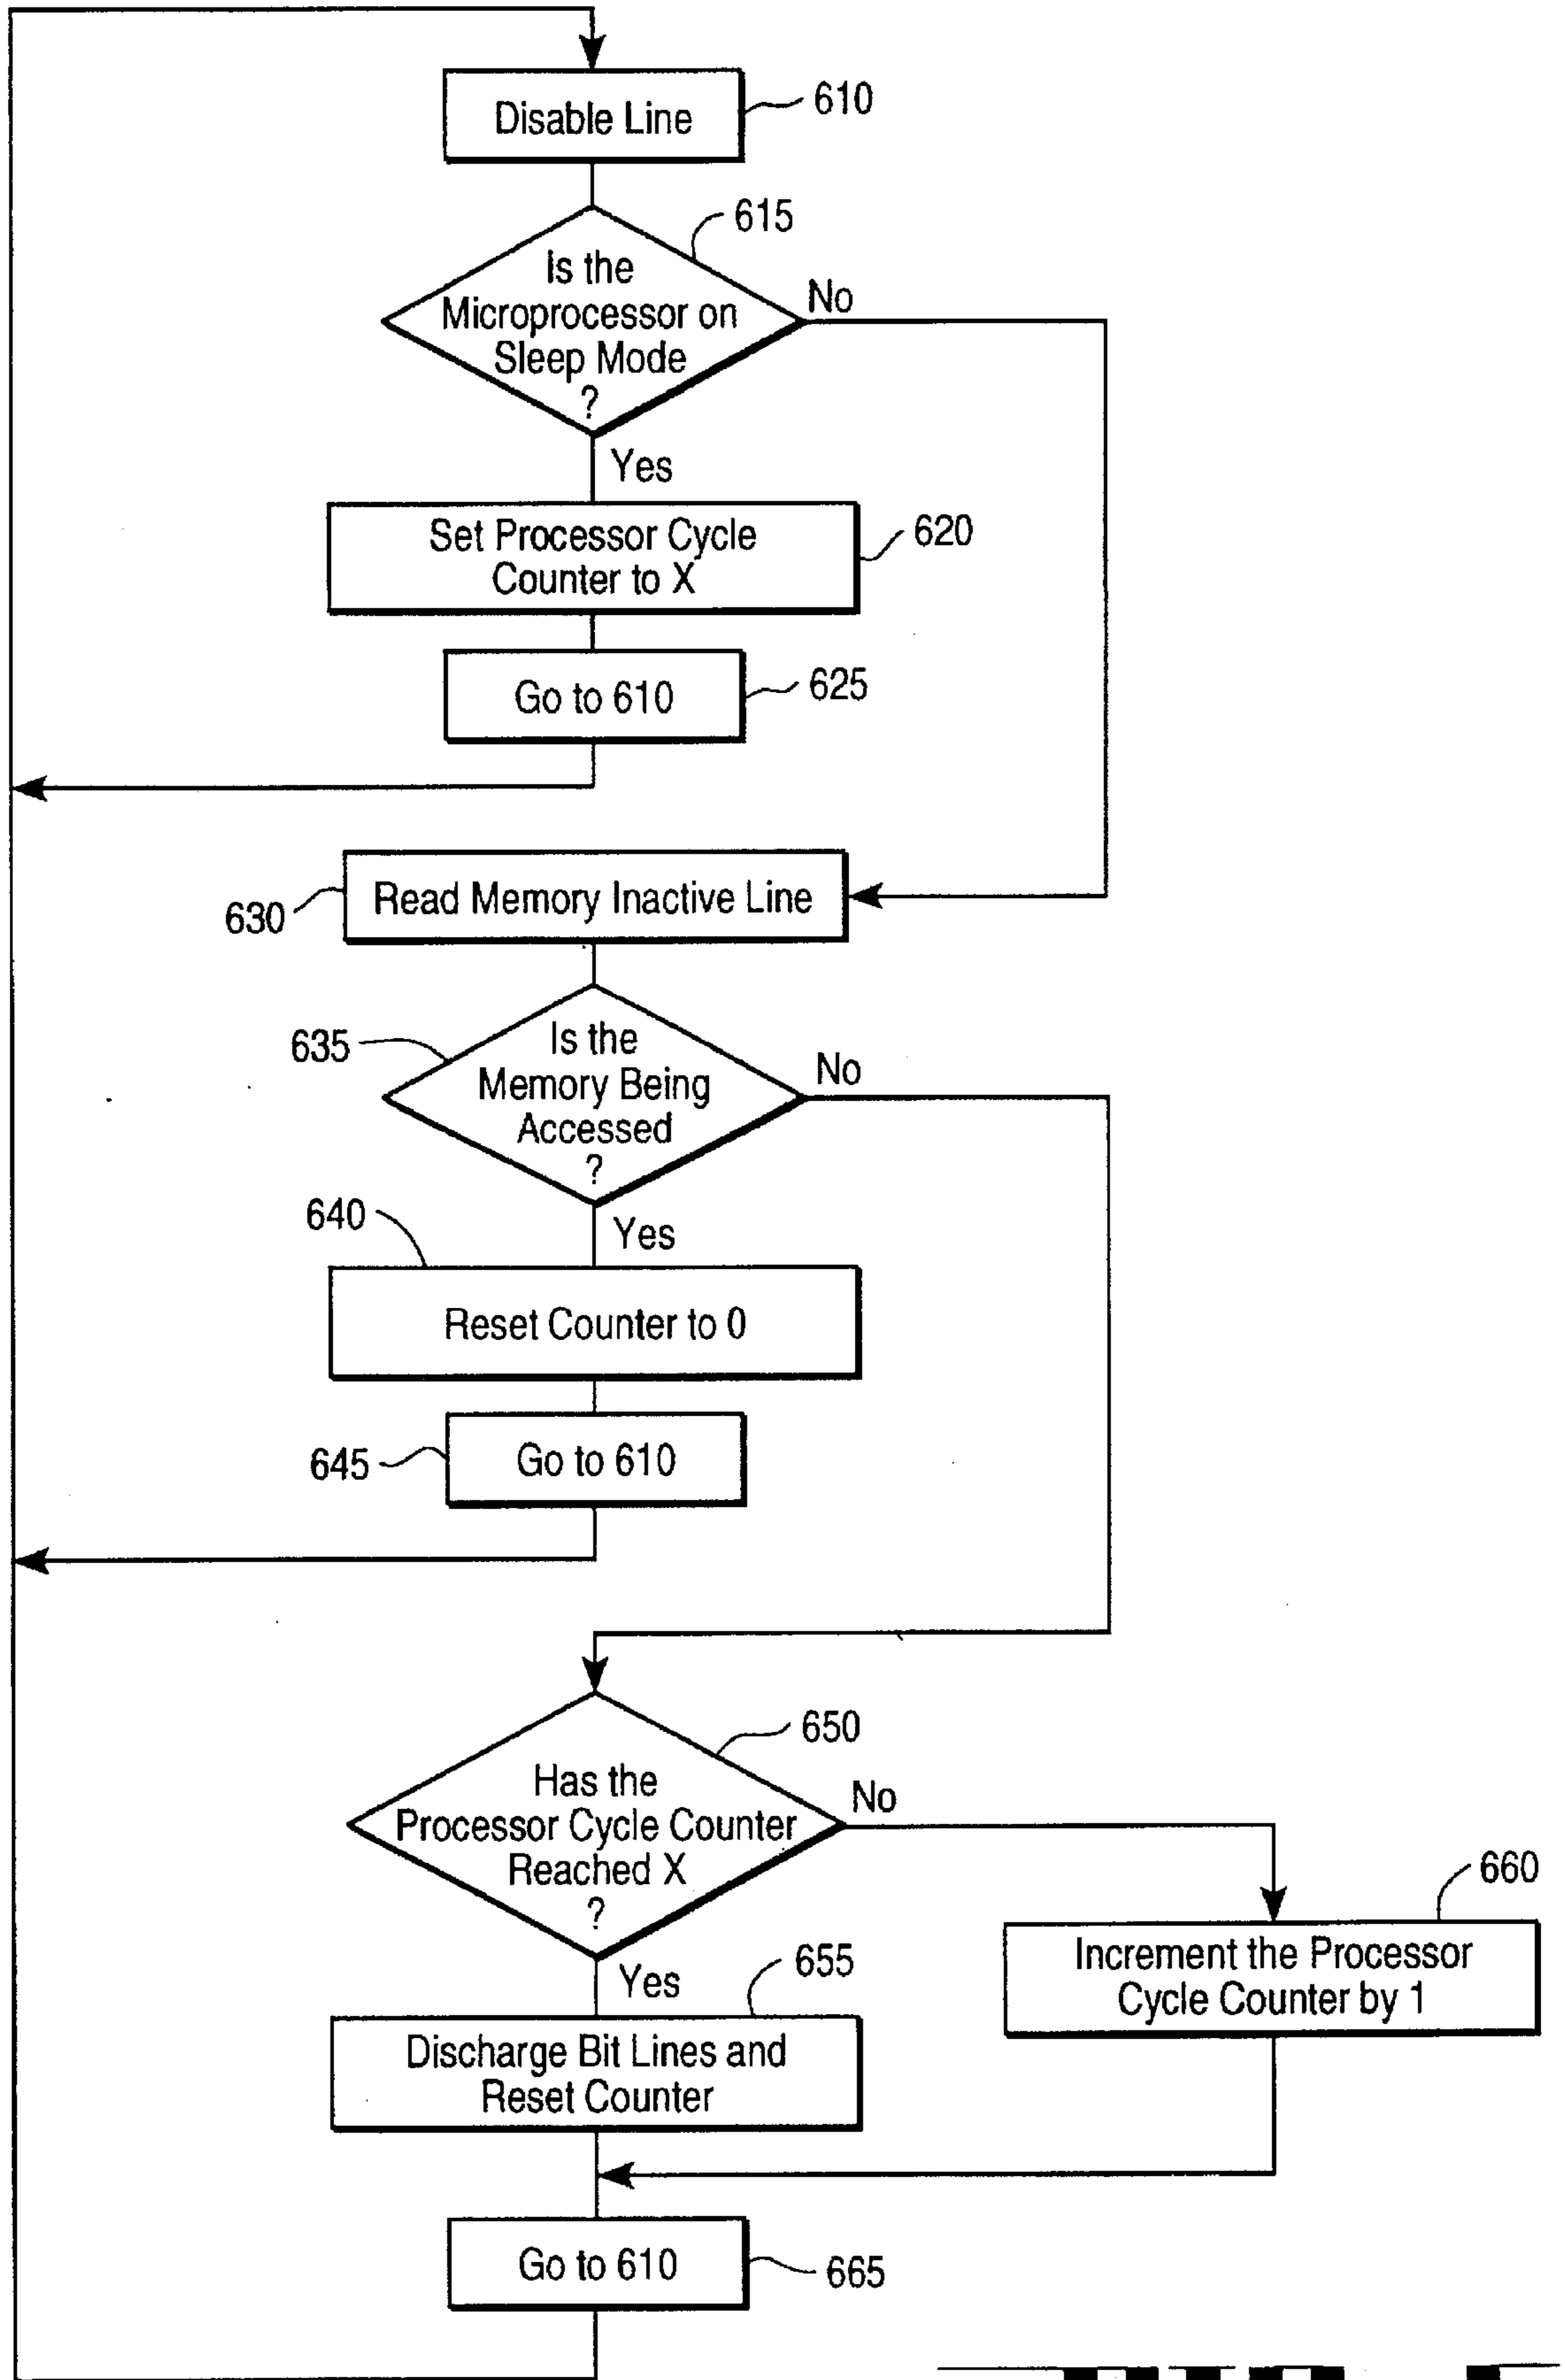 Disable Line
610
615
Is the
Microprocessor on
Sleep Mode
?
No
Yes
Set Processor Cycle
Counter to X
620
Go to 610
625
Read Memory Inactive Line
630
635
Is the
Memory Being
Accessed
?
No
Yes
640
Reset Counter to 0
645
Go to 610
650
Has the
Processor Cycle Counter
Reached X
?
No
660
Increment the Processor
Cycle Counter by 1
Yes
655
Discharge Bit Lines and
Reset Counter
Go to 610
665